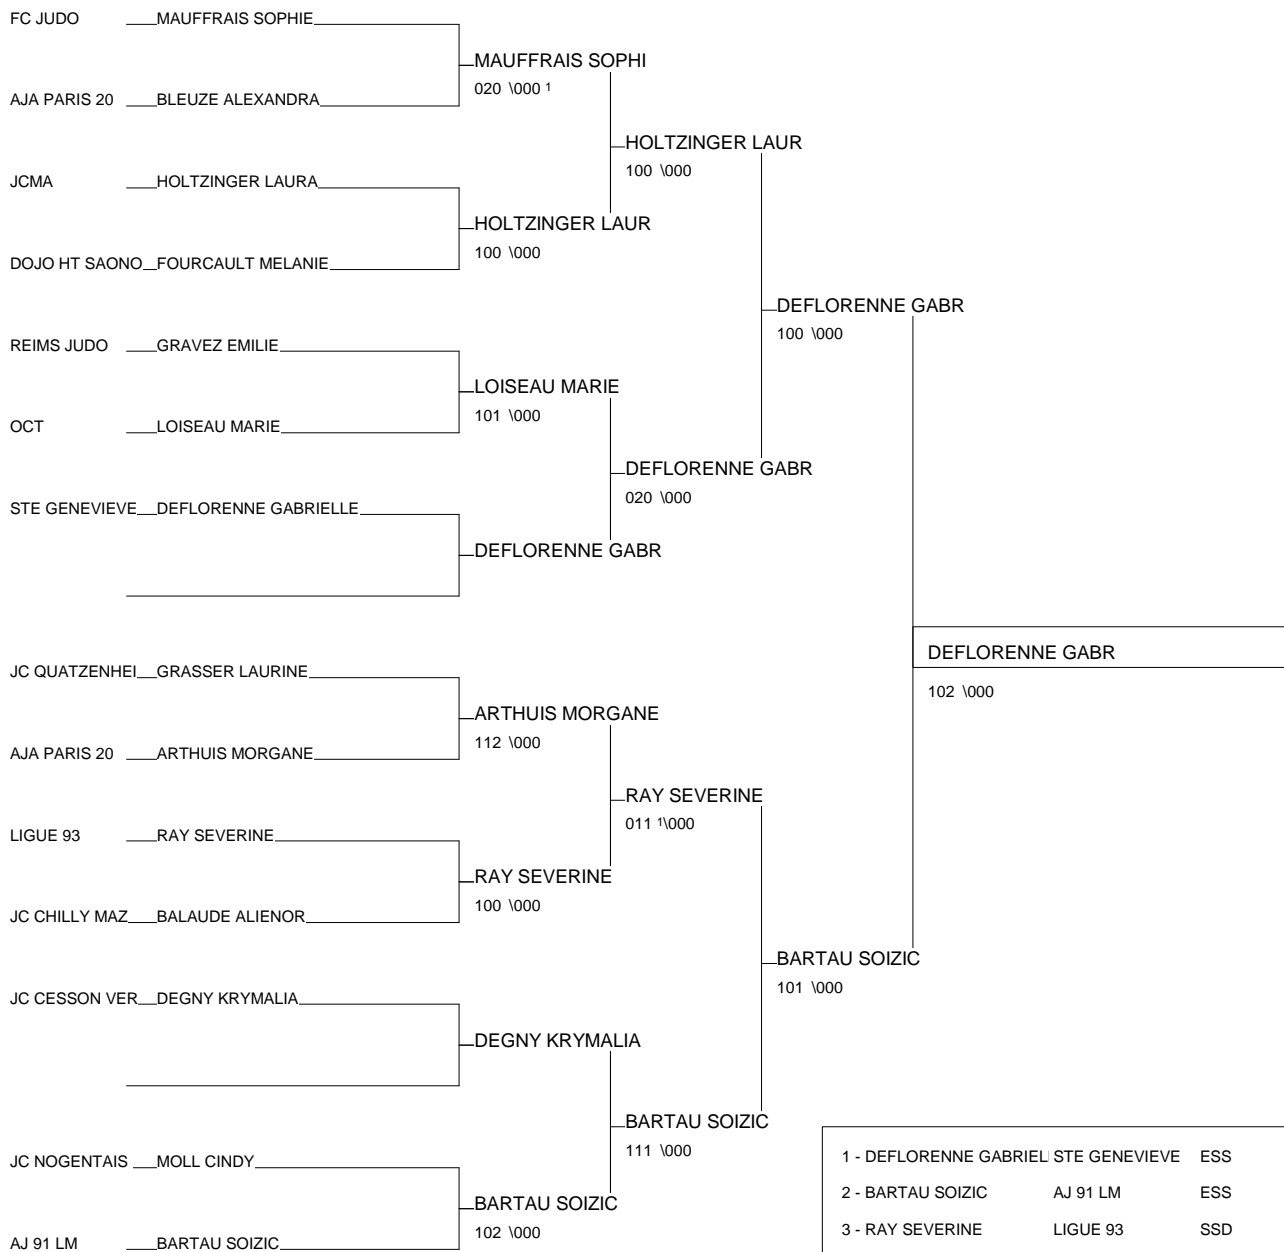 FC JUDO MAUFFRAIS SOPHIE
MAUFFRAIS SOPHI
020 \000 1
AJA PARIS 20 BLEUZE ALEXANDRA
HOLTZINGER LAUR
100 \000
JCMA HOLTZINGER LAURA
HOLTZINGER LAUR
100 \000
DOJO HT SAONO FOURCAULT MELANIE
DEFLORENNE GABR
100 \000
REIMS JUDO GRAVEZ EMILIE
LOISEAU MARIE
101 \000
OCT LOISEAU MARIE
DEFLORENNE GABR
020 \000
STE GENEVIEVE DEFLORENNE GABRIELLE
DEFLORENNE GABR
DEFLORENNE GABR
102 \000
JC QUATZENHEI GRASSER LAURINE
ARTHUIS MORGANE
112 \000
AJA PARIS 20 ARTHUIS MORGANE
RAY SEVERINE
011 1\000
LIGUE 93 RAY SEVERINE
RAY SEVERINE
100 \000
JC CHILLY MAZ BALAUDE ALIENOR
BARTAU SOIZIC
101 \000
JC CESSON VER DEGNY KRYMALIA
DEGNY KRYMALIA
BARTAU SOIZIC
111 \000
JC NOGENTAIS MOLL CINDY
BARTAU SOIZIC
102 \000
AJ 91 LM BARTAU SOIZIC
1 - DEFLORENNE GABRIEL STE GENEVIEVE ESS
2 - BARTAU SOIZIC AJ 91 LM ESS
3 - RAY SEVERINE LIGUE 93 SSD